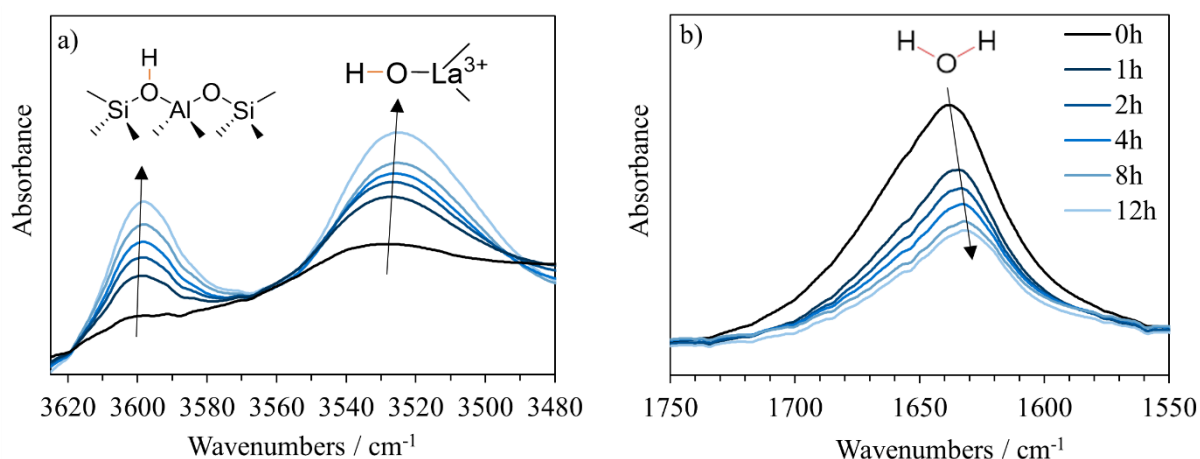 a)
H
O
O
Si
Al
Si
H-O-La3+
Absorbance
3620 3600 3580 3560 3540 3520 3500 3480
Wavenumbers / cm-1
b)
H
H
O
0h
1h
2h
4h
8h
12h
Absorbance
1750
1700
1650
1600
1550
Wavenumbers / cm-1